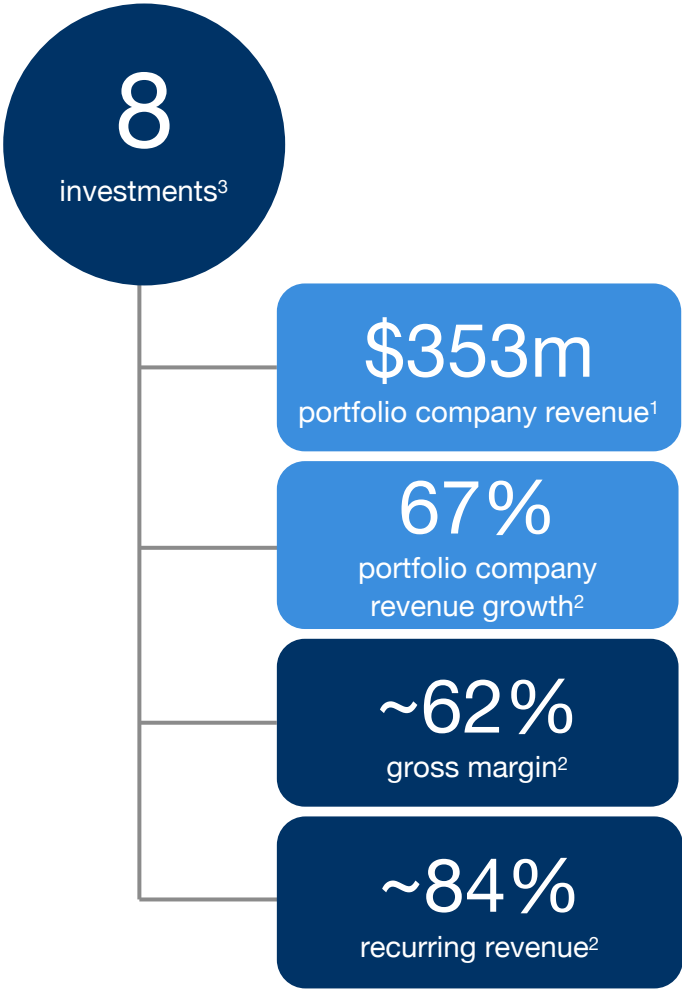 8
investments³
$353m
portfolio company revenue¹
67%
portfolio company
revenue growth²
~62%
gross margin²
~84%
recurring revenue²